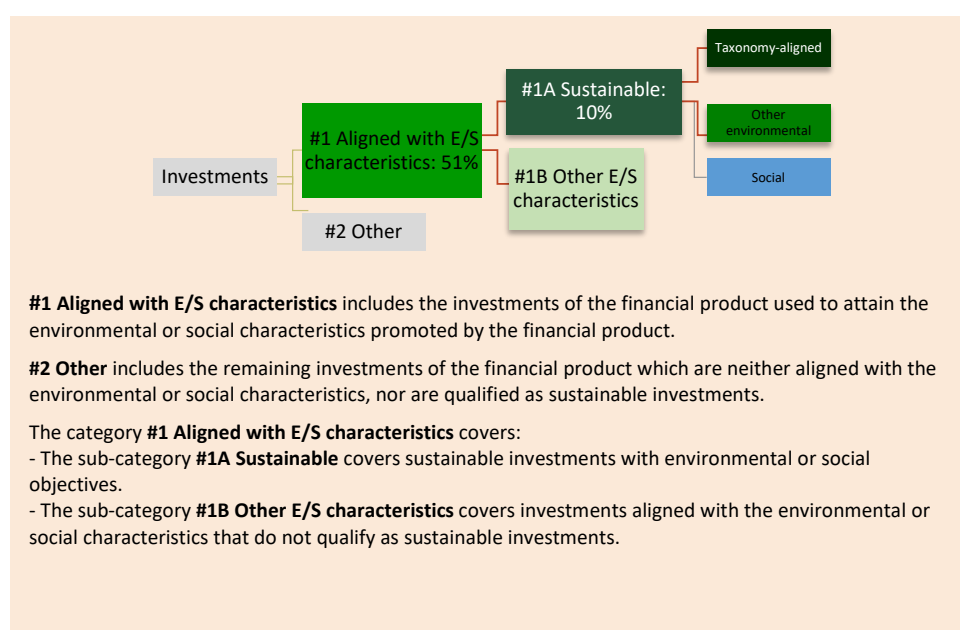 Taxonomy-aligned
#1A Sustainable:
10%
#1 Aligned with E/S
characteristics: 51%
Other
environmental
Investments
#1B Other E/S
characteristics
Social
#2 Other
#1 Aligned with E/S characteristics includes the investments of the financial product used to attain the
environmental or social characteristics promoted by the financial product.
#2 Other includes the remaining investments of the financial product which are neither aligned with the
environmental or social characteristics, nor are qualified as sustainable investments.
The category #1 Aligned with E/S characteristics covers:
- The sub-category #1A Sustainable covers sustainable investments with environmental or social
objectives.
- The sub-category #1B Other E/S characteristics covers investments aligned with the environmental or
social characteristics that do not qualify as sustainable investments.